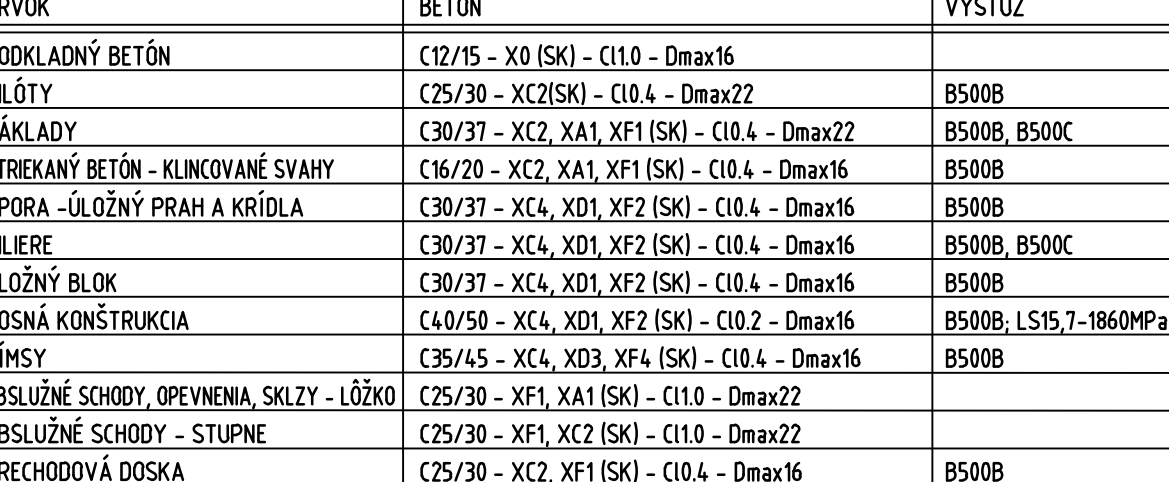 RVOK BETÓN VÝSTUŽ
ODKLADNÝ BETÓN C12/15 - X0 (SK) - Cl1.0 - Dmax16
LÓTY C25/30 - XC2(SK) - Cl0.4 - Dmax22 B500B
ÁKLADY C30/37 - XC2, XA1, XF1 (SK) - Cl0.4 - Dmax22 B500B, B500C
TRIEKANÝ BETÓN - KLINCOVANÉ SVAHY C16/20 - XC2, XA1, XF1 (SK) - Cl0.4 - Dmax16 B500B
PORA -ÚLOŽNÝ PRAH A KRÍDLA C30/37 - XC4, XD1, XF2 (SK) - Cl0.4 - Dmax16 B500B
ILIERE C30/37 - XC4, XD1, XF2 (SK) - Cl0.4 - Dmax16 B500B, B500C
LOŽNÝ BLOK C30/37 - XC4, XD1, XF2 (SK) - Cl0.4 - Dmax16 B500B
OSNÁ KONŠTRUKCIA C40/50 - XC4, XD1, XF2 (SK) - Cl0.2 - Dmax16 B500B; LS15,7-1860MPa
ÍMSY C35/45 - XC4, XD3, XF4 (SK) - Cl0.4 - Dmax16 B500B
BSLUŽNÉ SCHODY, OPEVNENIA, SKLZY - LÔŽKO C25/30 - XF1, XA1 (SK) - Cl1.0 - Dmax22
BSLUŽNÉ SCHODY - STUPNE C25/30 - XF1, XC2 (SK) - Cl1.0 - Dmax22
RECHODOVÁ DOSKA C25/30 - XC2, XF1 (SK) - Cl0.4 - Dmax16 B500B